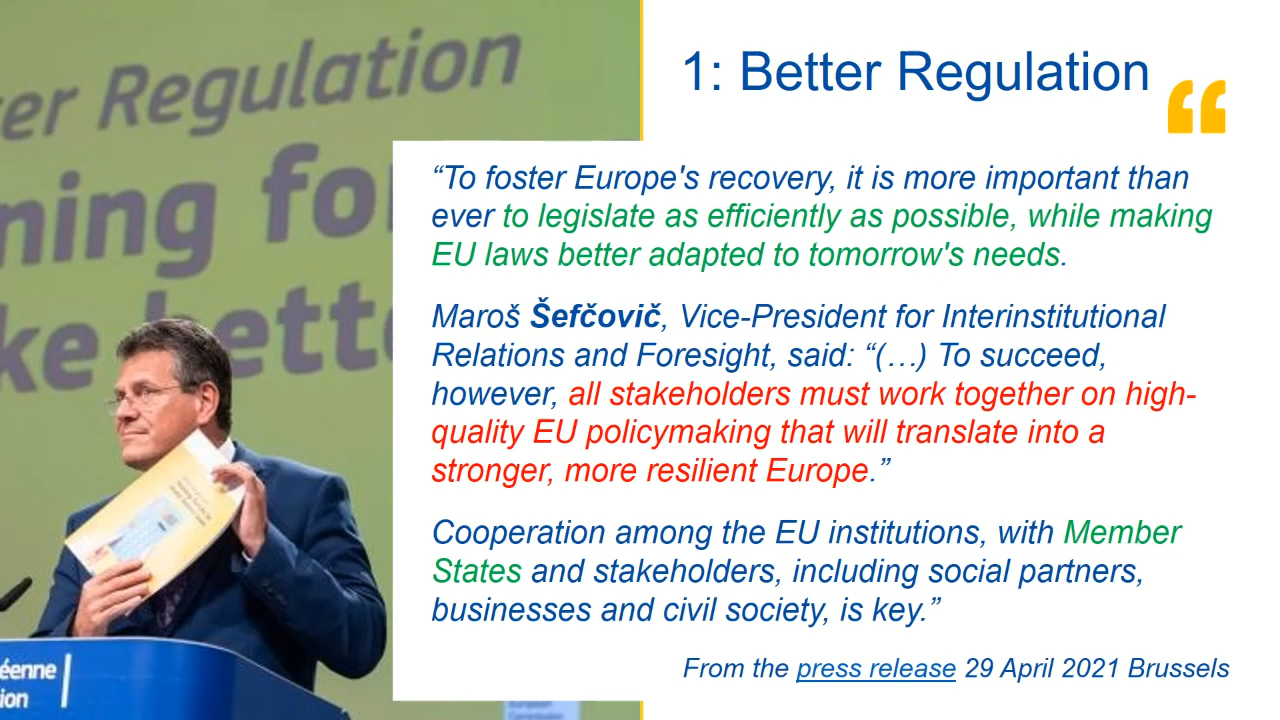 er Regulation
ning for
ke bette
éenne
ion
1: Better Regulation
“
“To foster Europe's recovery, it is more important than
ever to legislate as efficiently as possible, while making
EU laws better adapted to tomorrow's needs.
Maroš Šefčovič, Vice-President for Interinstitutional
Relations and Foresight, said: “(…) To succeed,
however, all stakeholders must work together on high-
quality EU policymaking that will translate into a
stronger, more resilient Europe.”
Cooperation among the EU institutions, with Member
States and stakeholders, including social partners,
businesses and civil society, is key.”
From the press release 29 April 2021 Brussels
European
Commission